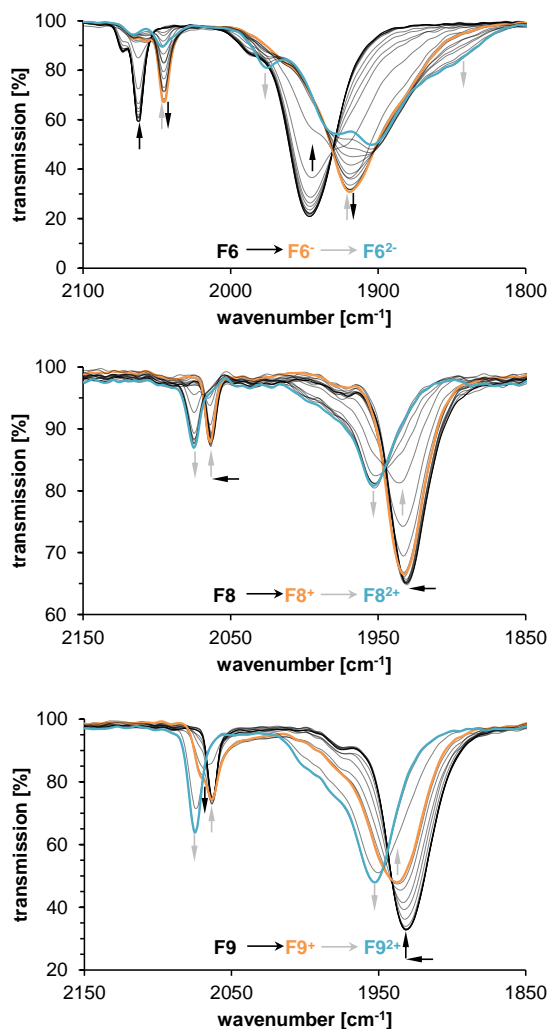 100
80
60
40
20
0
transmission [%]
F6 → F6⁻ → F6²⁻
2100 2000 1900 1800
wavenumber [cm⁻¹]
100
90
80
70
60
transmission [%]
F8 → F8⁺ → F8²⁺
2150 2050 1950 1850
wavenumber [cm⁻¹]
100
80
60
40
20
transmission [%]
F9 → F9⁺ → F9²⁺
2150 2050 1950 1850
wavenumber [cm⁻¹]